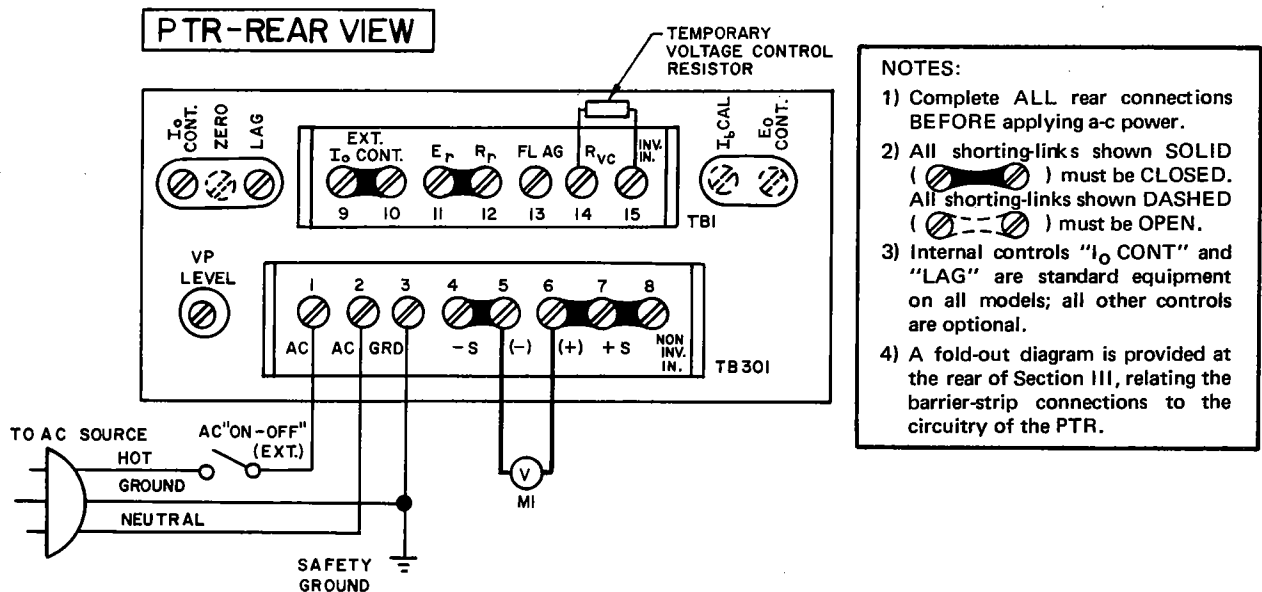 PTR-REAR VIEW
TEMPORARY
VOLTAGE CONTROL
RESISTOR
Io
CONT.
ZERO
LAG
EXT.
Io CONT.
Er
Rr
FLAG
RVC
INV.
IN.
9 10 11 12 13 14 15
TB1
Ib CAL
Eo
CONT.
VP
LEVEL
1 2 3 4 5 6 7 8
AC AC GRD -S (-) (+) +S
NON
INV.
IN.
TB301
TO AC SOURCE
AC "ON-OFF"
(EXT.)
HOT
GROUND
NEUTRAL
V
M1
SAFETY
GROUND
NOTES:
1) Complete ALL rear connections
BEFORE applying a-c power.
2) All shorting-links shown SOLID
( ) must be CLOSED.
All shorting-links shown DASHED
( ) must be OPEN.
3) Internal controls "Io CONT" and
"LAG" are standard equipment
on all models; all other controls
are optional.
4) A fold-out diagram is provided at
the rear of Section III, relating the
barrier-strip connections to the
circuitry of the PTR.